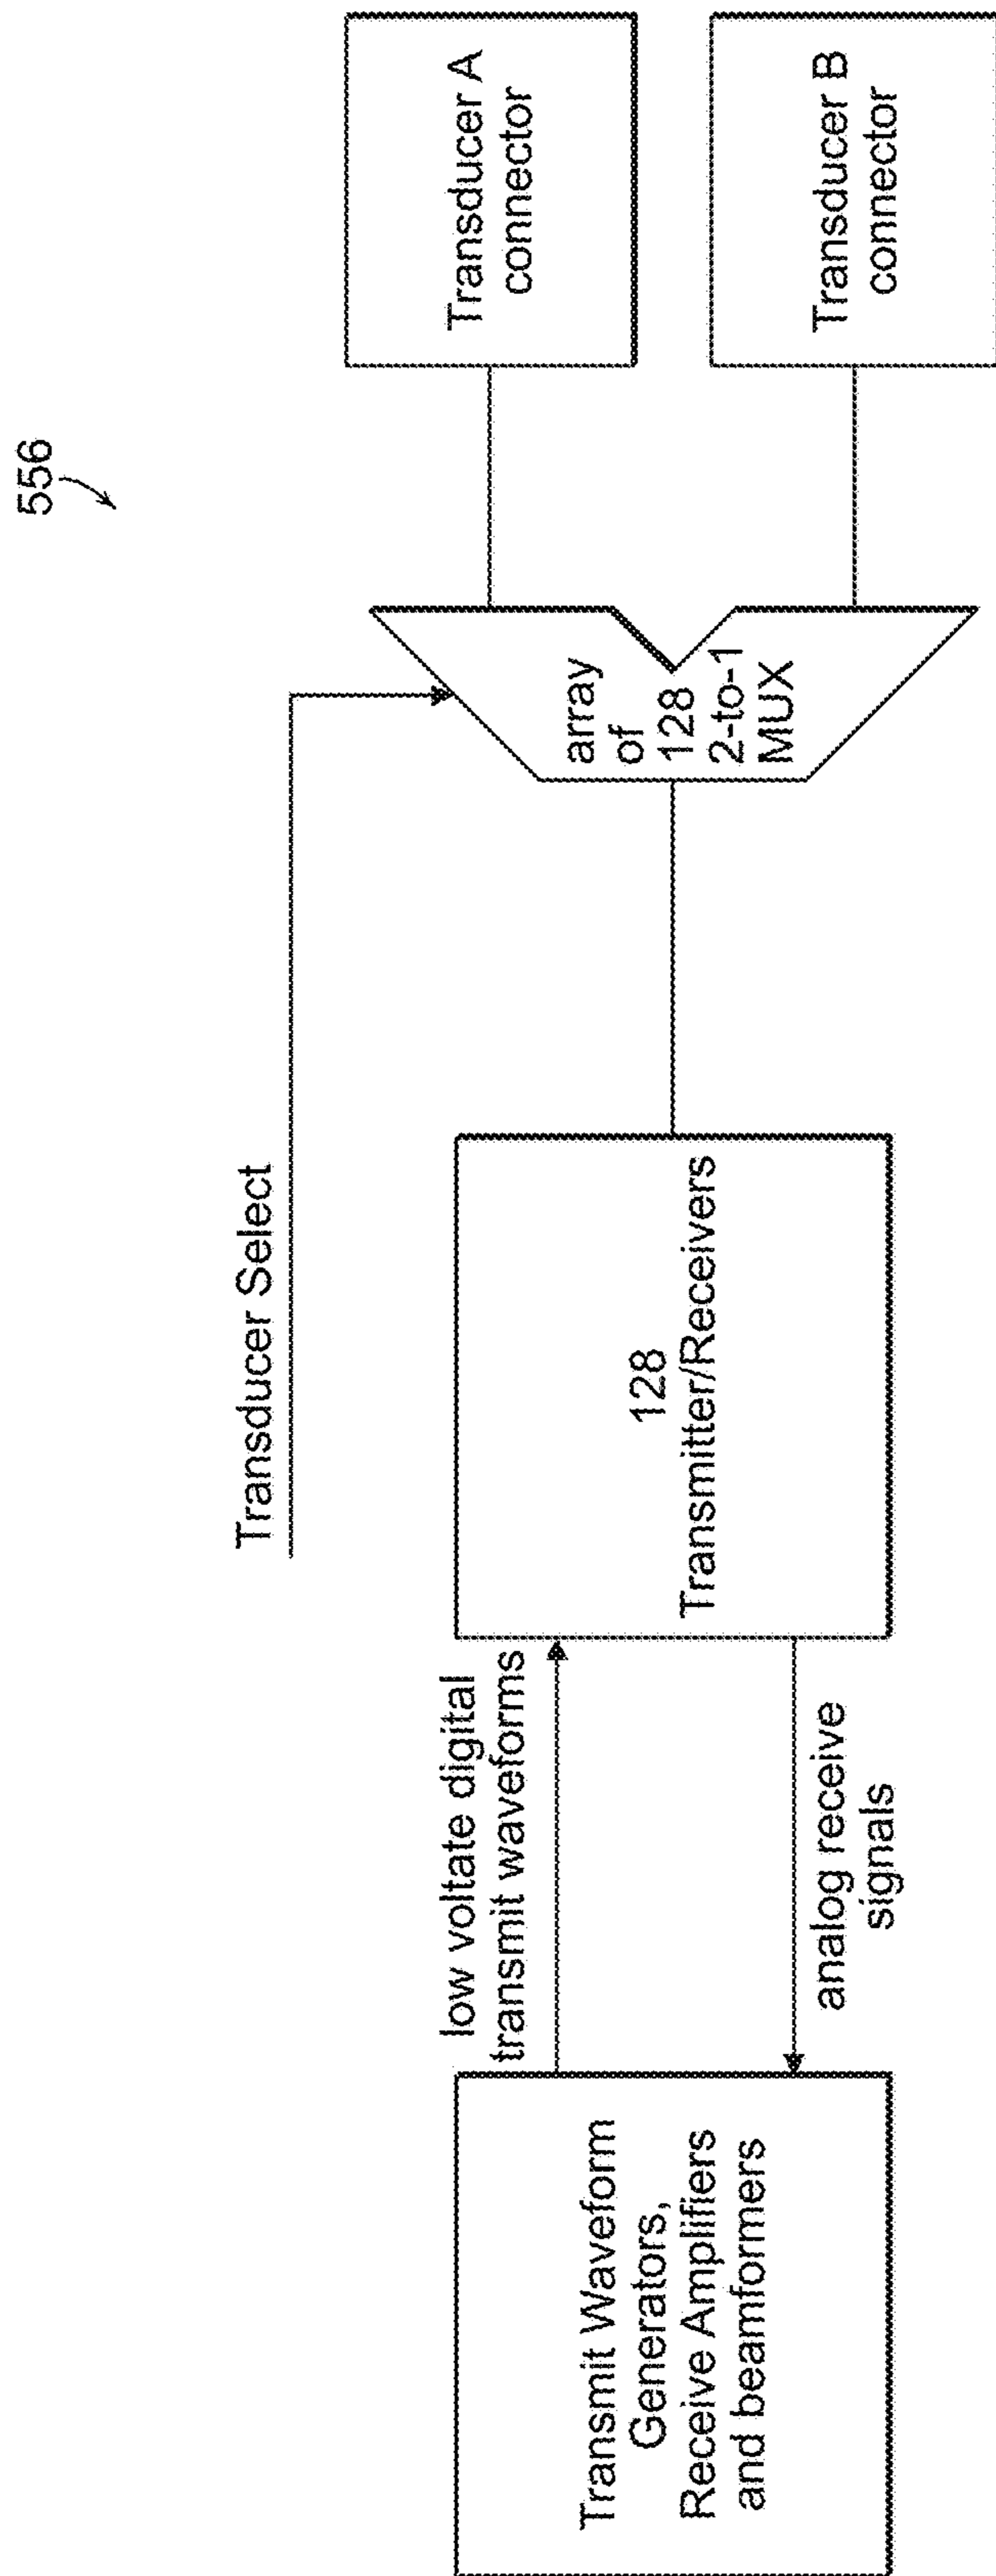 556
Transducer Select
Transmit Waveform
Generators,
Receive Amplifiers
and beamformers
low voltate digital
transmit waveforms
analog receive
signals
128
Transmitter/Receivers
array
of
128
2-to-1
MUX
Transducer A
connector
Transducer B
connector